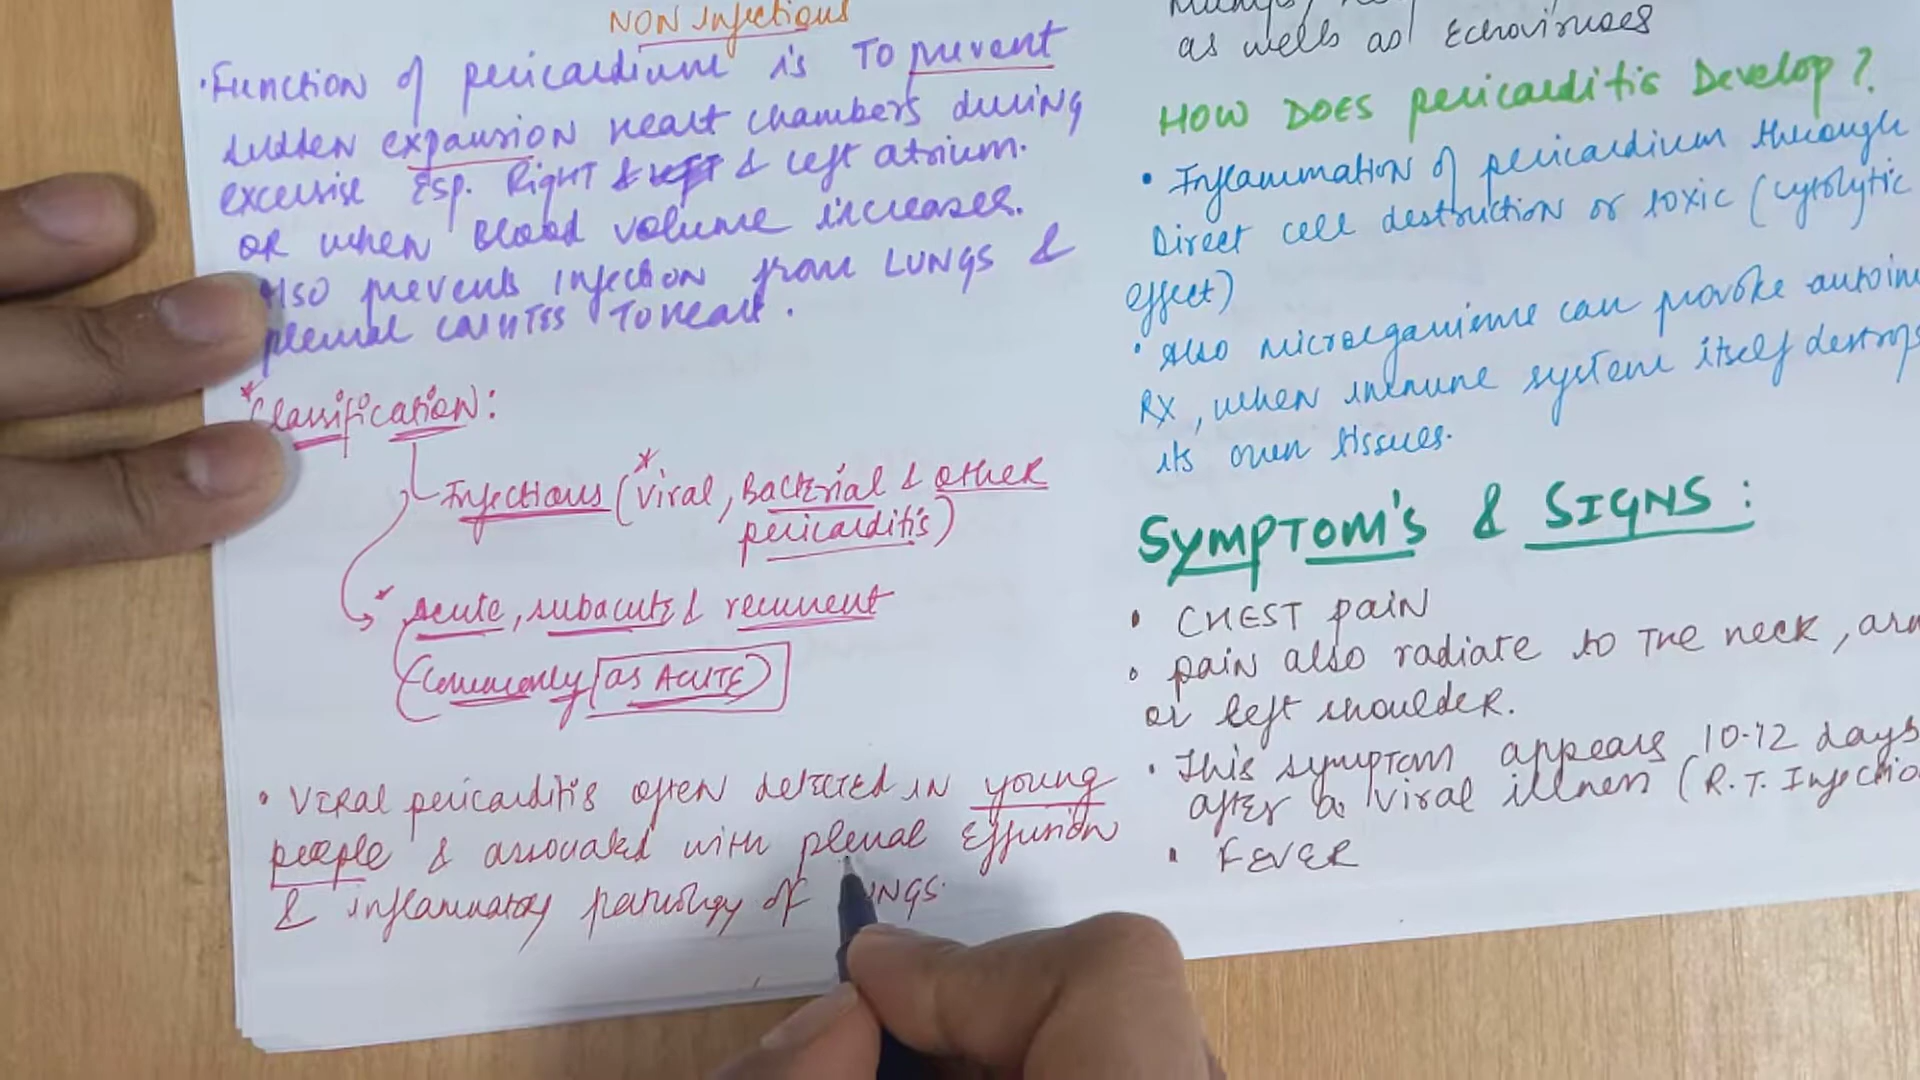 NON Infectious
• Function of pericardium is To prevent
sudden expansion heart chambers during
excersise Esp. Right & left & Left atrium.
OR when Blood volume increases.
Also prevents infection from LUNGS &
pleural cavities To heart.
* Classification:
Infectious (Viral, Bacterial & other
pericarditis)
* Acute, subacute & recurrent
(Commonly as ACUTE)
• VIRAL pericarditis often detected in young
people & associated with pleural Effusion
& inflammatory pathology of LUNGS.
as wells as Echoviruses
HOW DOES pericarditis Develop?
• Inflammation of pericardium through
Direct cell destruction or toxic (cytolytic
effect)
• Also microrganisms can provoke autoim
RX, when immune system itself destroys
its own tissues.
SYMPTOM's & SIGNS:
• CHEST pain
• pain also radiate to The neck, arm
or left shoulder.
• This symptom appears 10-12 days
after a viral illness (R.T. Infectio
• FEVER